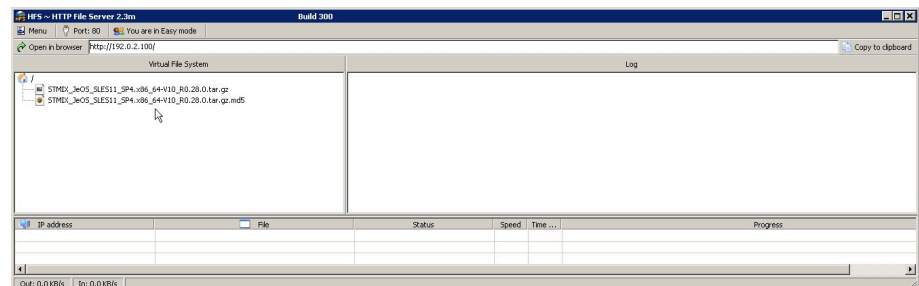 HFS ~ HTTP File Server 2.3m Build 300
Menu Port: 80 You are in Easy mode
Open in browser http://192.0.2.100/ Copy to clipboard
Virtual File System Log
/
STMIX_JeOS_SLES11_SP4.x86_64-V10_R0.28.0.tar.gz
STMIX_JeOS_SLES11_SP4.x86_64-V10_R0.28.0.tar.gz.md5
IP address File Status Speed Time ... Progress
Out: 0.0 KB/s In: 0.0 KB/s